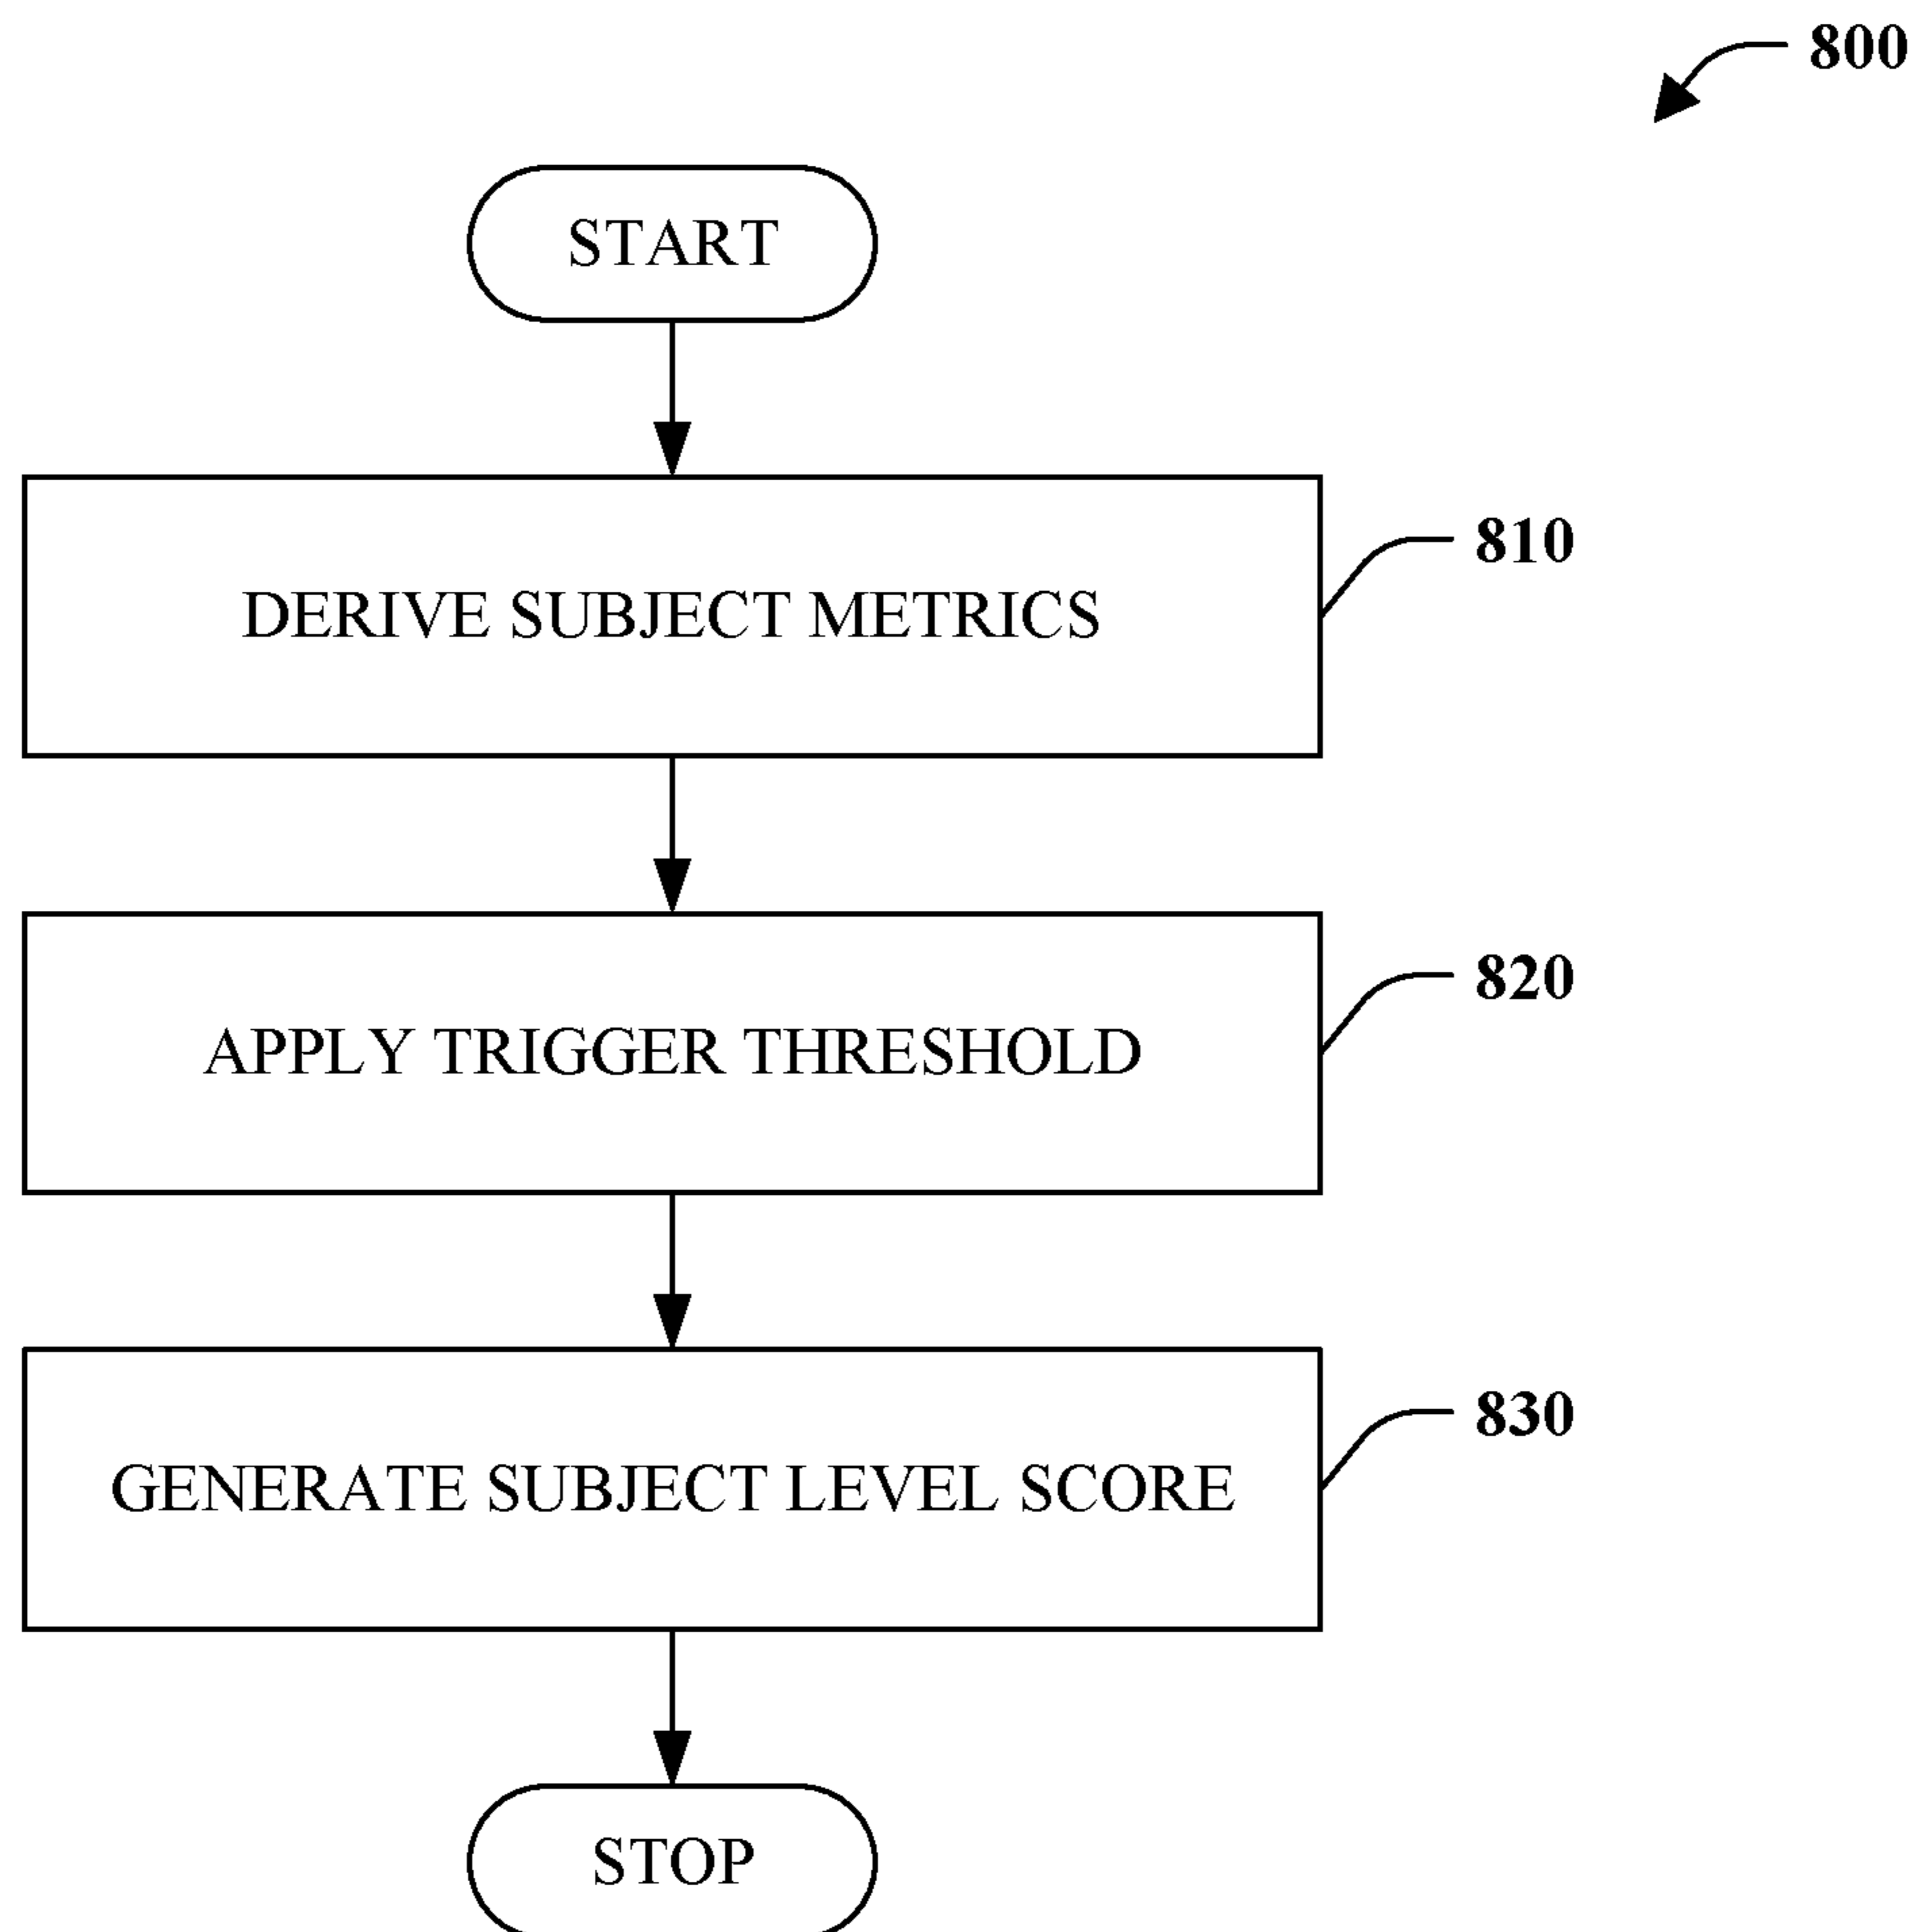 800
START
DERIVE SUBJECT METRICS
810
APPLY TRIGGER THRESHOLD
820
GENERATE SUBJECT LEVEL SCORE
830
STOP